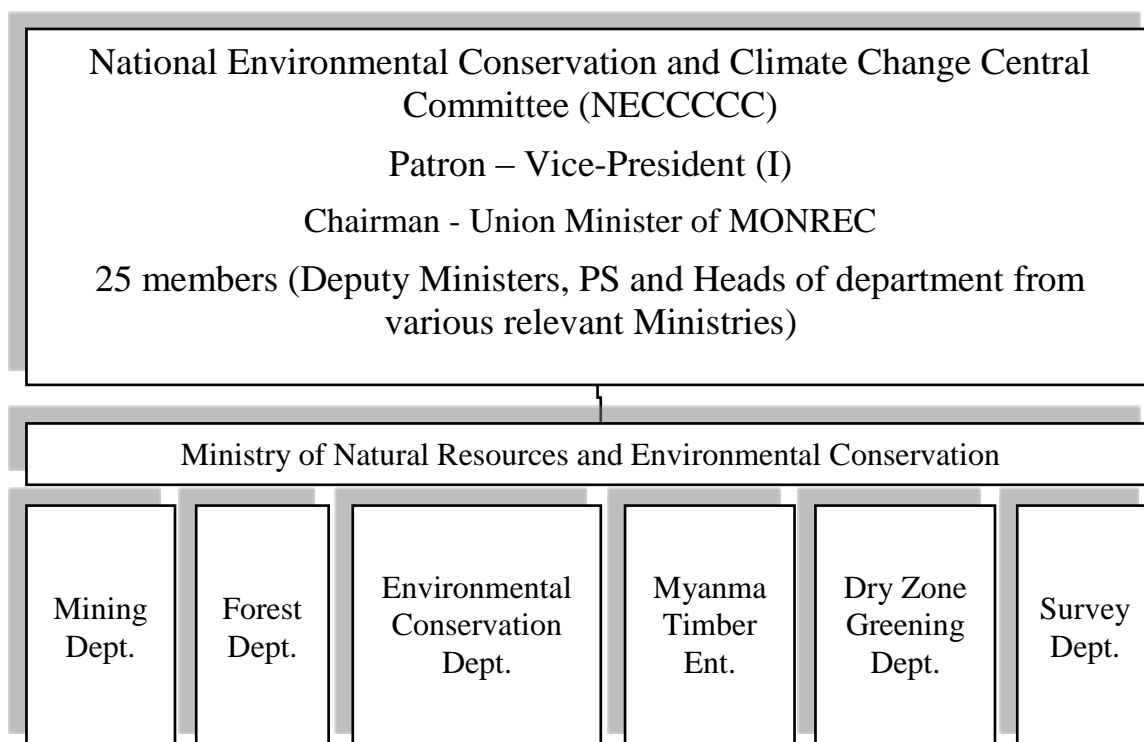 National Environmental Conservation and Climate Change Central
Committee (NECCCCC)
Patron – Vice-President (I)
Chairman - Union Minister of MONREC
25 members (Deputy Ministers, PS and Heads of department from
various relevant Ministries)
Ministry of Natural Resources and Environmental Conservation
Mining
Dept.
Forest
Dept.
Environmental
Conservation
Dept.
Myanma
Timber
Ent.
Dry Zone
Greening
Dept.
Survey
Dept.